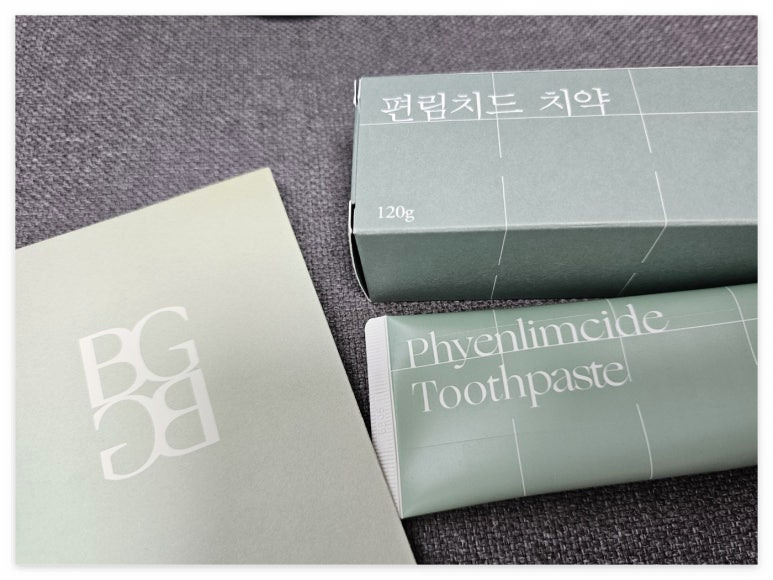 편림치드 치약
120g
Phyenlimcide
Toothpaste
BG
BG